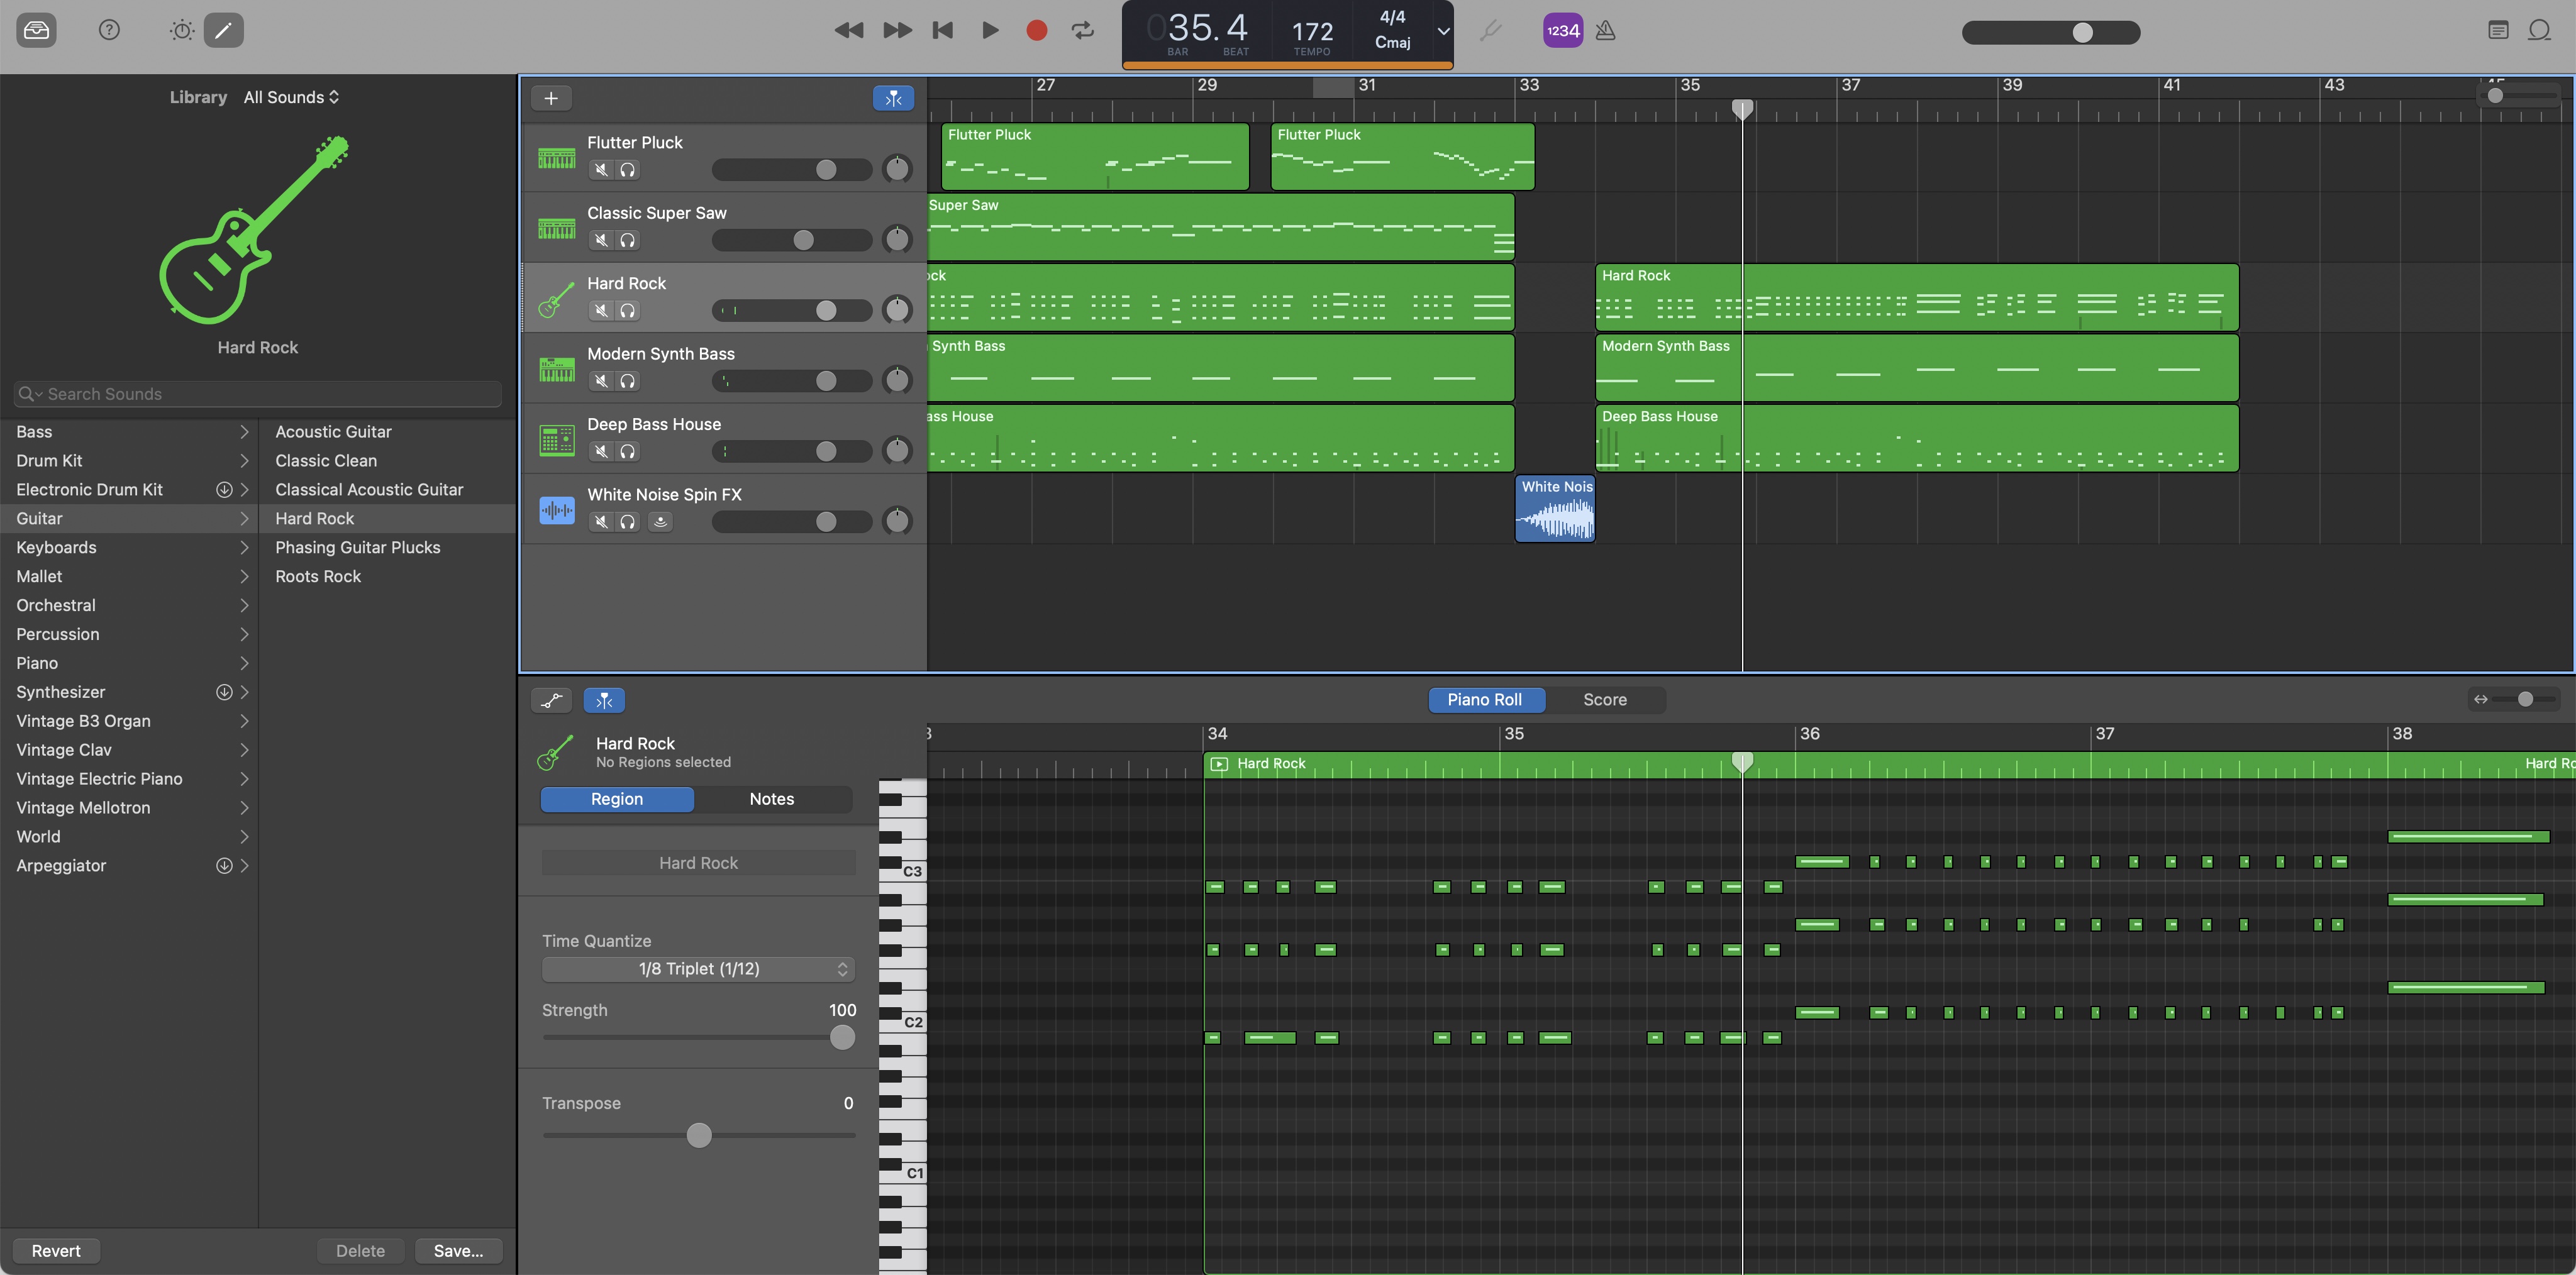 035.4
BAR
BEAT
172
TEMPO
4/4
Cmaj
1234
Library
All Sounds
Hard Rock
Search Sounds
Bass
Drum Kit
Electronic Drum Kit
Guitar
Keyboards
Mallet
Orchestral
Percussion
Piano
Synthesizer
Vintage B3 Organ
Vintage Clav
Vintage Electric Piano
Vintage Mellotron
World
Arpeggiator
Acoustic Guitar
Classic Clean
Classical Acoustic Guitar
Hard Rock
Phasing Guitar Plucks
Roots Rock
Revert
Delete
Save...
27
29
31
33
35
37
39
41
43
Flutter Pluck
Flutter Pluck
Flutter Pluck
Classic Super Saw
Super Saw
Hard Rock
ock
Hard Rock
Modern Synth Bass
Synth Bass
Modern Synth Bass
Deep Bass House
ass House
Deep Bass House
White Noise Spin FX
White Nois
Piano Roll
Score
34
35
36
37
38
Hard Rock
No Regions selected
Hard Rock
Hard Ro
Region
Notes
Hard Rock
Time Quantize
1/8 Triplet (1/12)
Strength
100
Transpose
0
C3
C2
C1